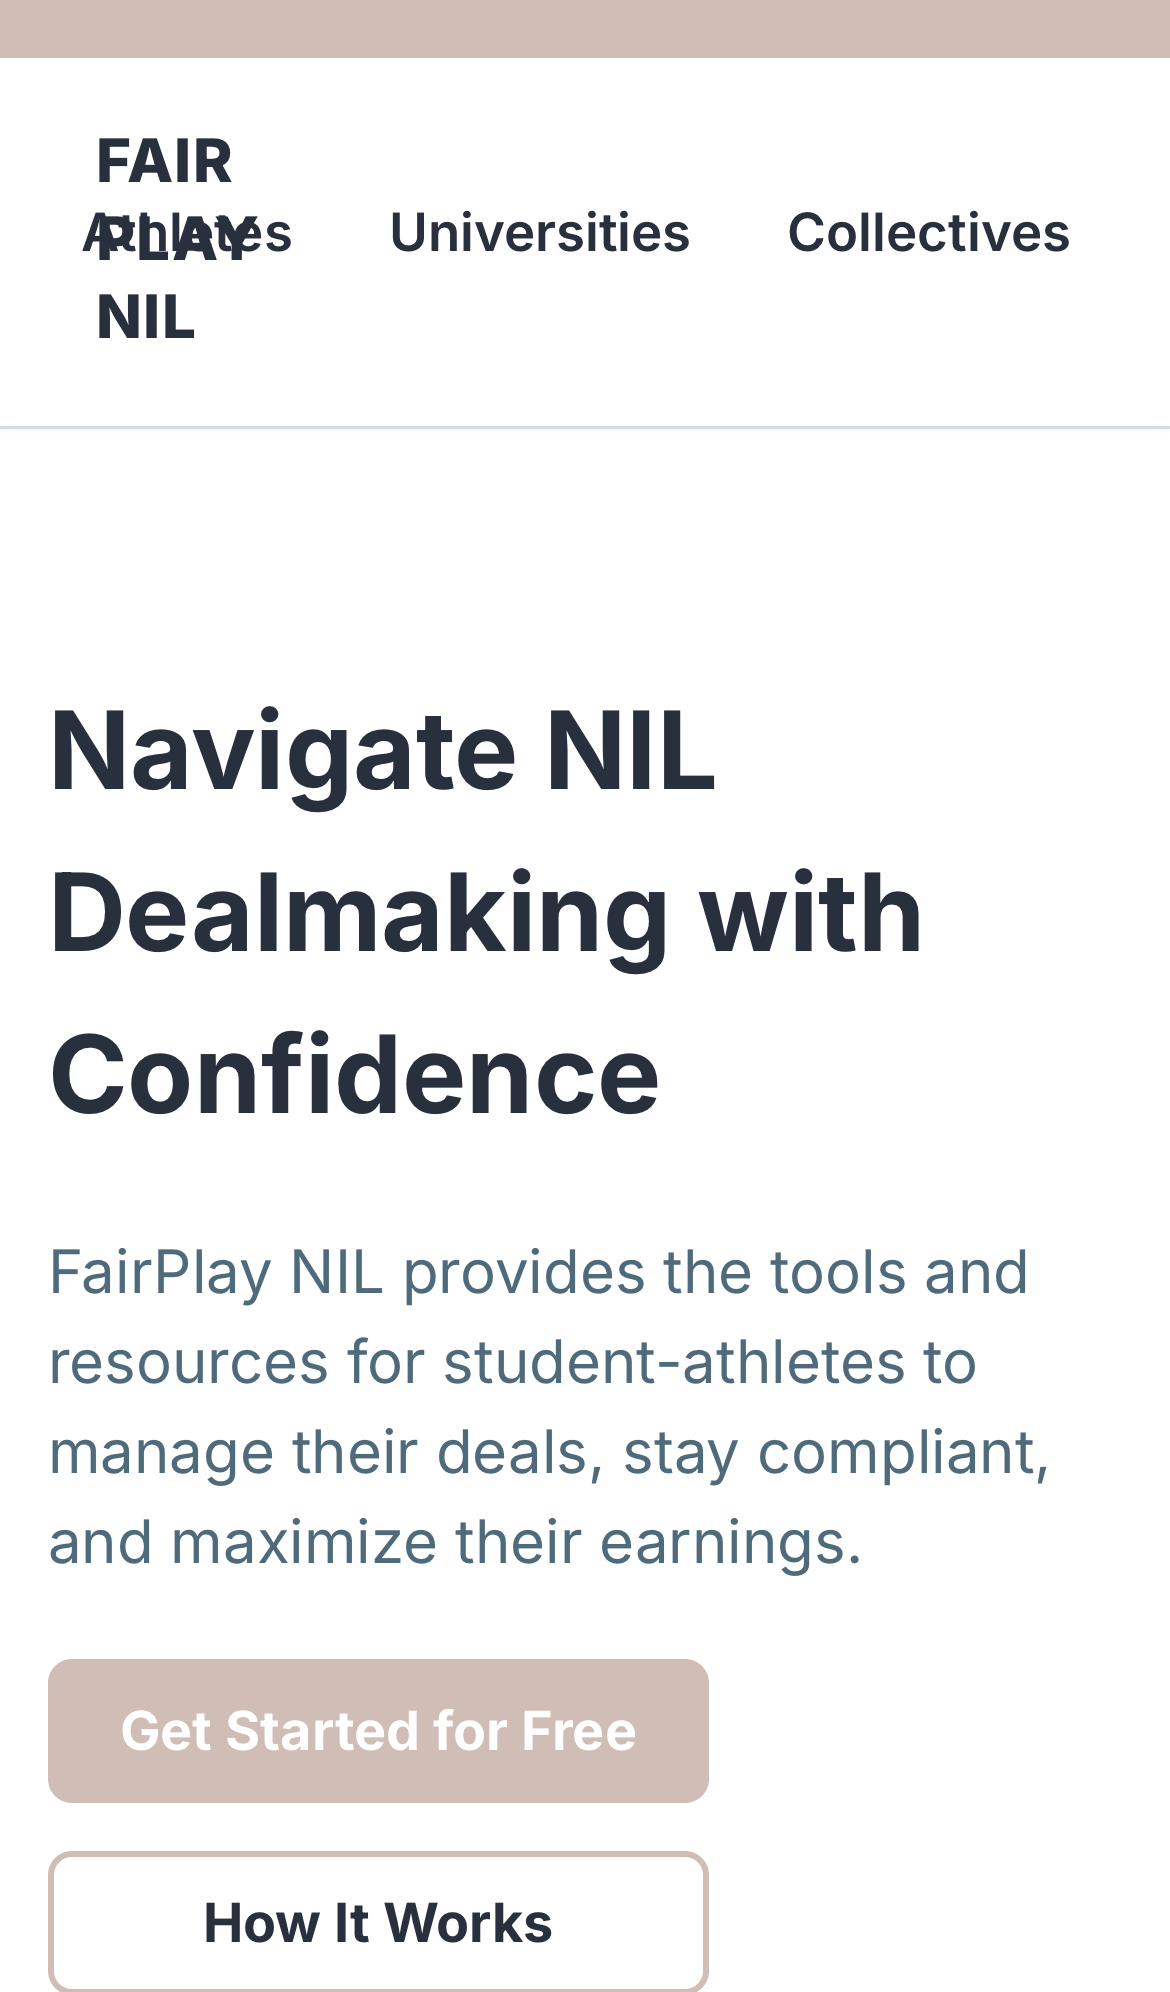 FAIR
PLAY
NIL
Athletes Universities Collectives
Navigate NIL
Dealmaking with
Confidence
FairPlay NIL provides the tools and
resources for student-athletes to
manage their deals, stay compliant,
and maximize their earnings.
Get Started for Free
How It Works